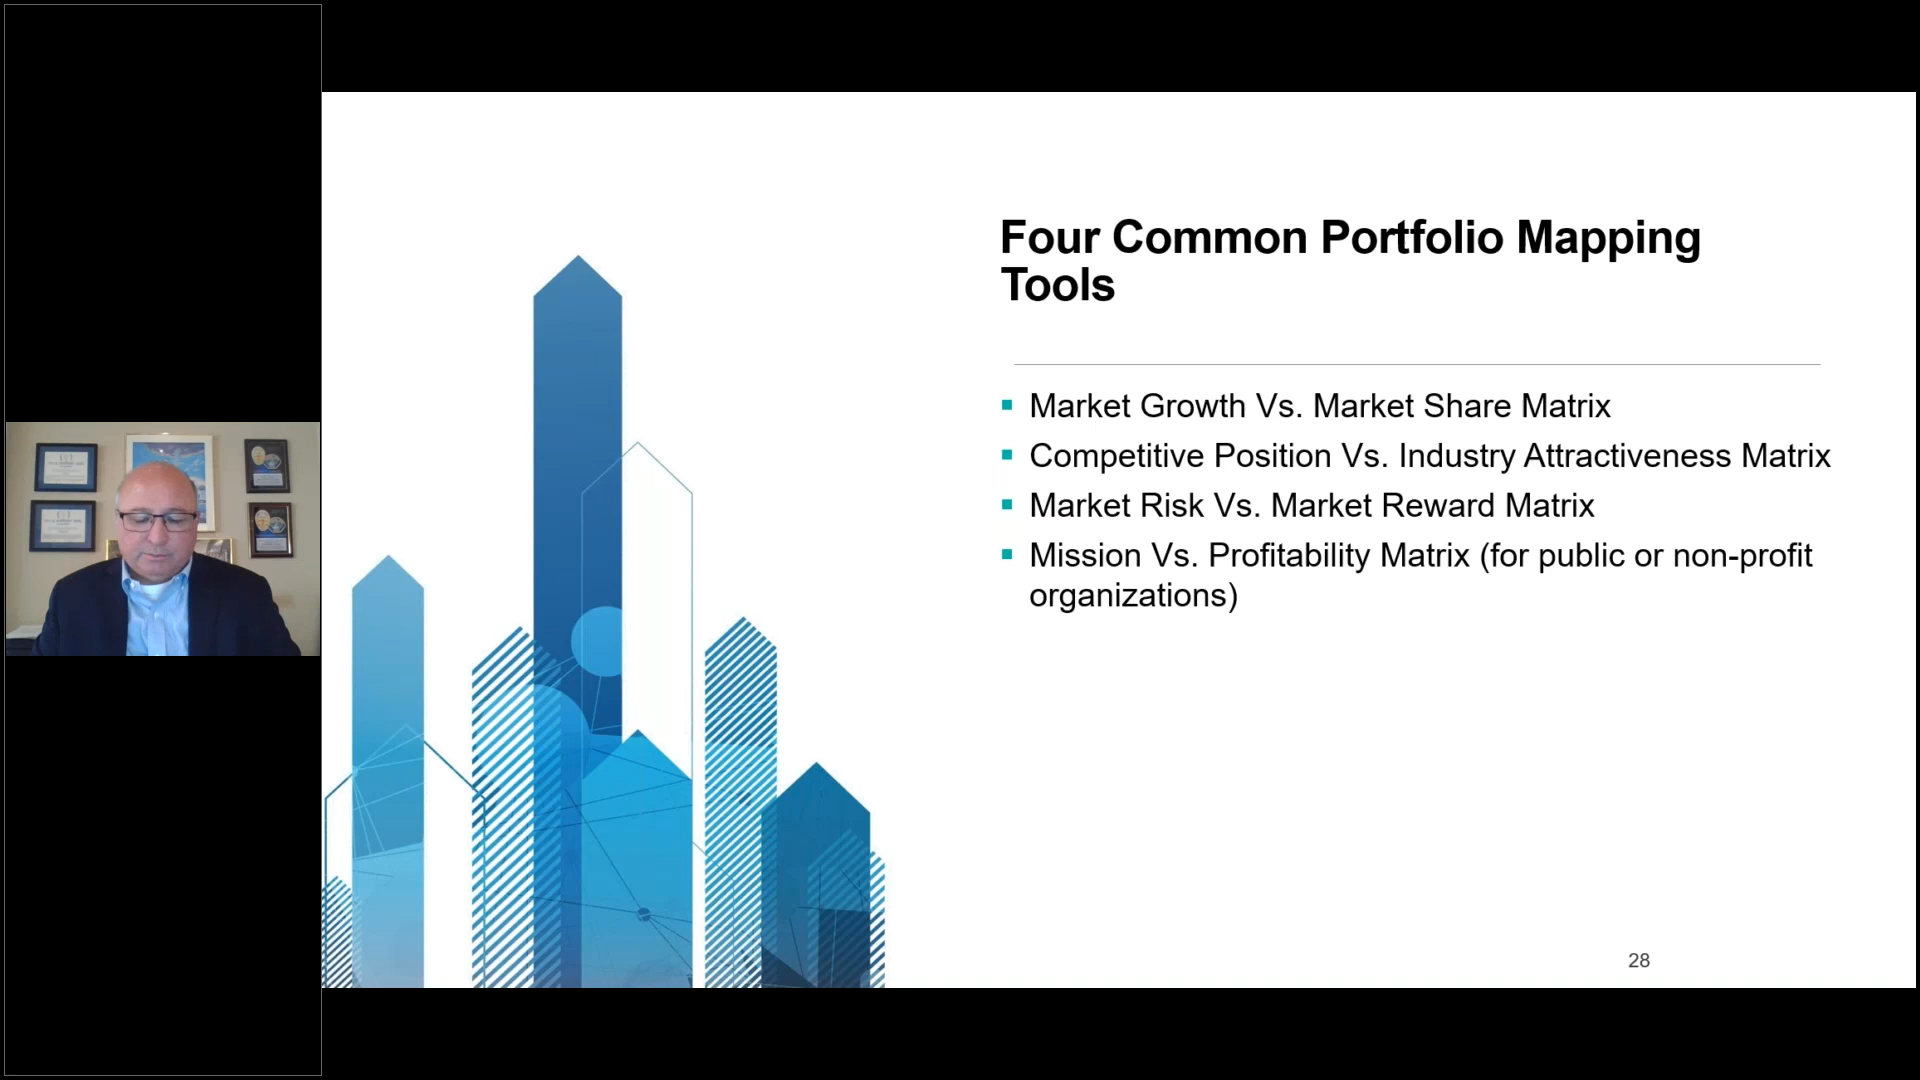 Four Common Portfolio Mapping
Tools
Market Growth Vs. Market Share Matrix
Competitive Position Vs. Industry Attractiveness Matrix
Market Risk Vs. Market Reward Matrix
Mission Vs. Profitability Matrix (for public or non-profit
organizations)
28